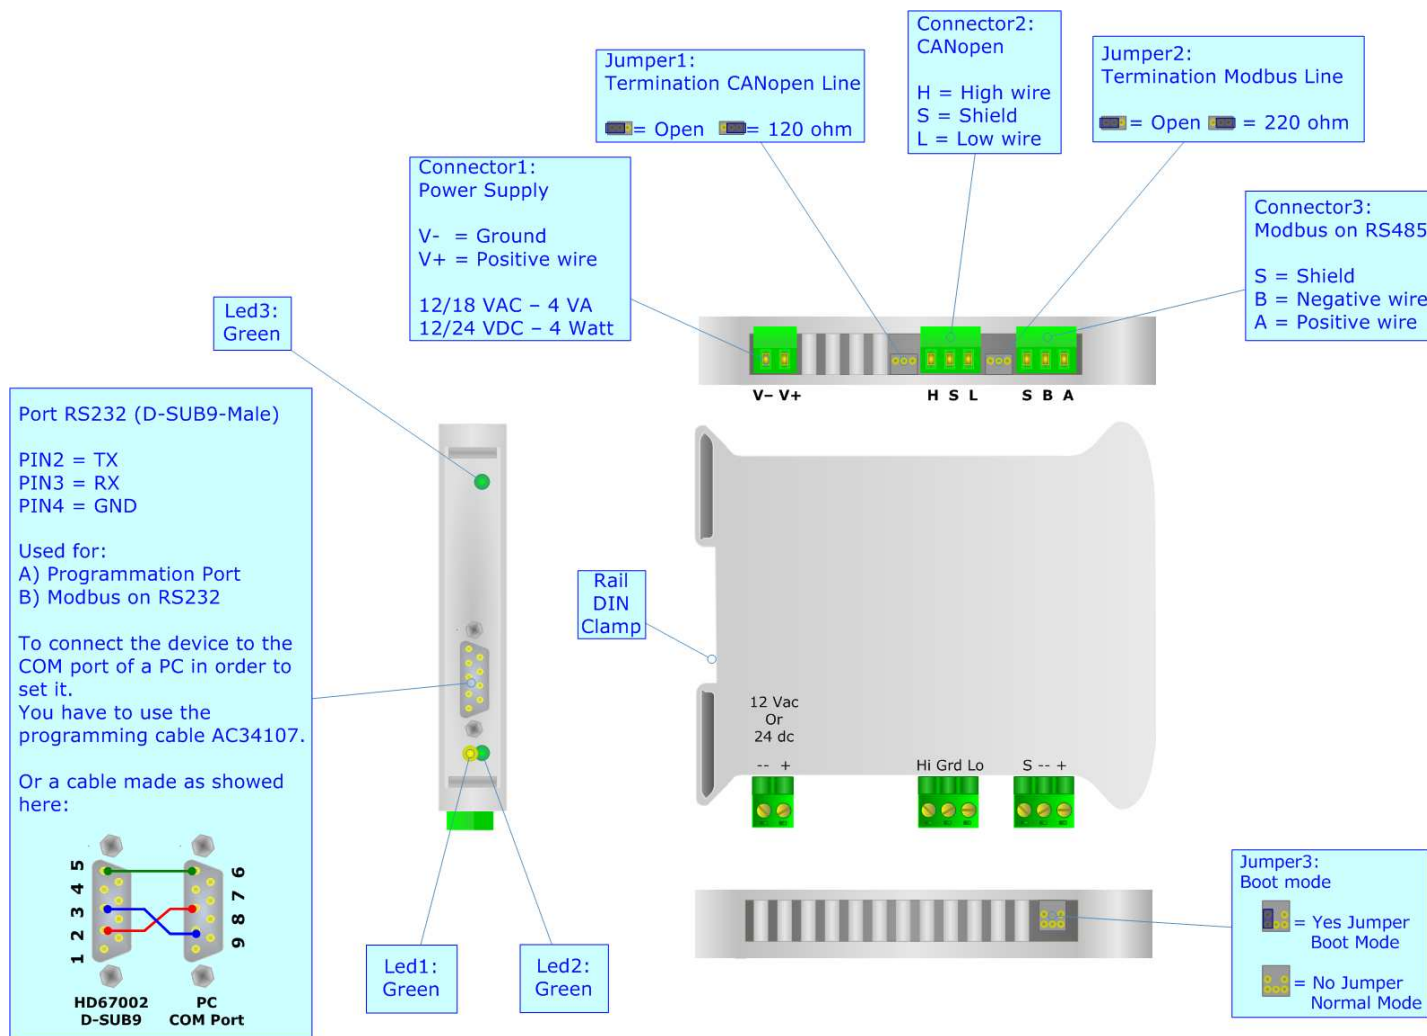 Jumper1:
Termination CANopen Line
= Open = 120 ohm
Connector2:
CANopen
H = High wire
S = Shield
L = Low wire
Jumper2:
Termination Modbus Line
= Open = 220 ohm
Connector1:
Power Supply
V- = Ground
V+ = Positive wire
12/18 VAC – 4 VA
12/24 VDC – 4 Watt
Connector3:
Modbus on RS485
S = Shield
B = Negative wire
A = Positive wire
Led3:
Green
V– V+ H S L S B A
Port RS232 (D-SUB9-Male)
PIN2 = TX
PIN3 = RX
PIN4 = GND
Used for:
A) Programmation Port
B) Modbus on RS232
To connect the device to the
COM port of a PC in order to
set it.
You have to use the
programming cable AC34107.
Or a cable made as showed
here:
5 6
4 7
3 8
2 9
1
HD67002 PC
D-SUB9 COM Port
Rail
DIN
Clamp
12 Vac
Or
24 dc
-- + Hi Grd Lo S -- +
Led1:
Green
Led2:
Green
Jumper3:
Boot mode
= Yes Jumper
Boot Mode
= No Jumper
Normal Mode